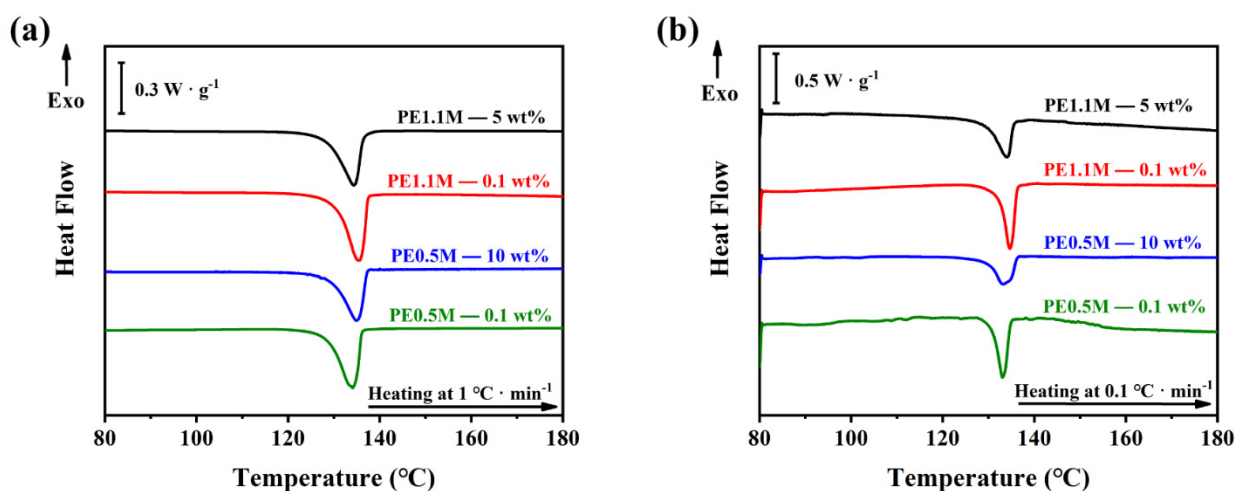 (a)
Exo
0.3 W · g-1
PE1.1M — 5 wt%
PE1.1M — 0.1 wt%
PE0.5M — 10 wt%
PE0.5M — 0.1 wt%
Heating at 1 ℃ · min-1
Heat Flow
80 100 120 140 160 180
Temperature (℃)
(b)
Exo
0.5 W · g-1
PE1.1M — 5 wt%
PE1.1M — 0.1 wt%
PE0.5M — 10 wt%
PE0.5M — 0.1 wt%
Heating at 0.1 ℃ · min-1
Heat Flow
80 100 120 140 160 180
Temperature (℃)